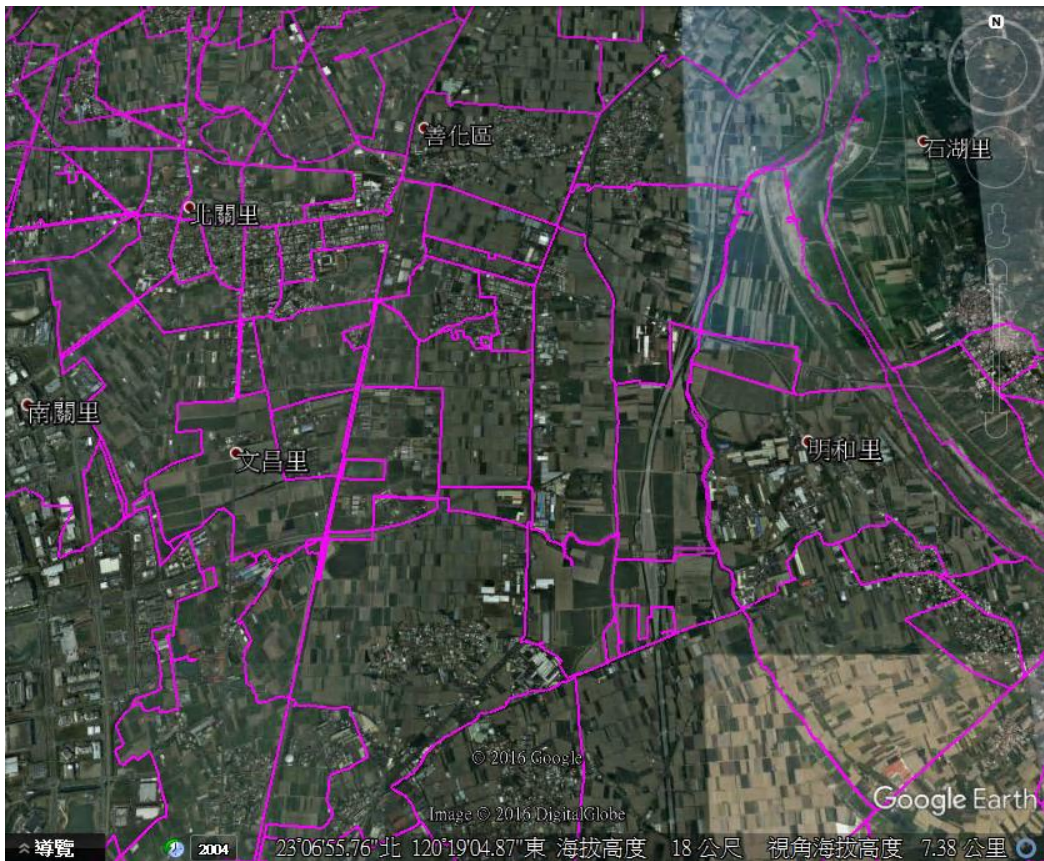 N
善化區
石湖里
北關里
南關里
文昌里
明和里
© 2016 Google
Image © 2016 DigitalGlobe
Google Earth
導覽
2004
23°06'55.76"北 120°19'04.87"東 海拔高度 18 公尺 視角海拔高度 7.38 公里